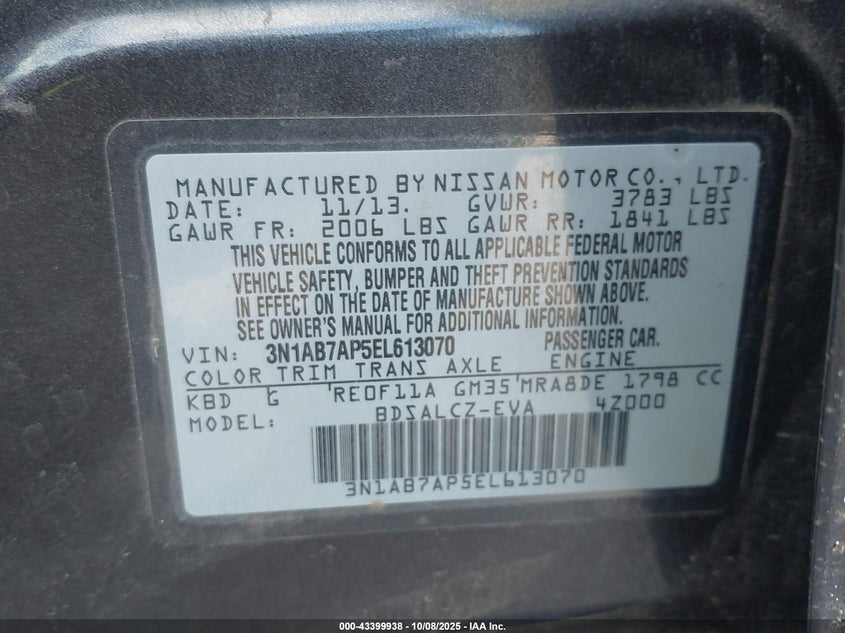 MANUFACTURED BY NISSAN MOTOR CO., LTD.
DATE: 11/13. GVWR: 3783 LBS
GAWR FR: 2006 LBS GAWR RR: 1841 LBS
THIS VEHICLE CONFORMS TO ALL APPLICABLE FEDERAL MOTOR
VEHICLE SAFETY, BUMPER AND THEFT PREVENTION STANDARDS
IN EFFECT ON THE DATE OF MANUFACTURE SHOWN ABOVE.
SEE OWNER'S MANUAL FOR ADDITIONAL INFORMATION.
VIN: 3N1AB7AP5EL613070 PASSENGER CAR.
COLOR TRIM TRANS AXLE ENGINE
KBD G RE0F11A GM35 MRA8DE 1798 CC
MODEL: BDSALCZ-EVA 4Z000
3N1AB7AP5EL613070
000-43399938 - 10/08/2025 - IAA Inc.